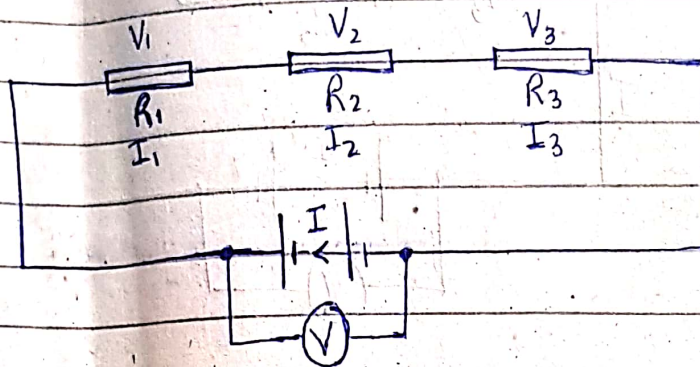 V₁ V₂ V₃
R₁ R₂ R₃
I₁ I₂ I₃
I
V